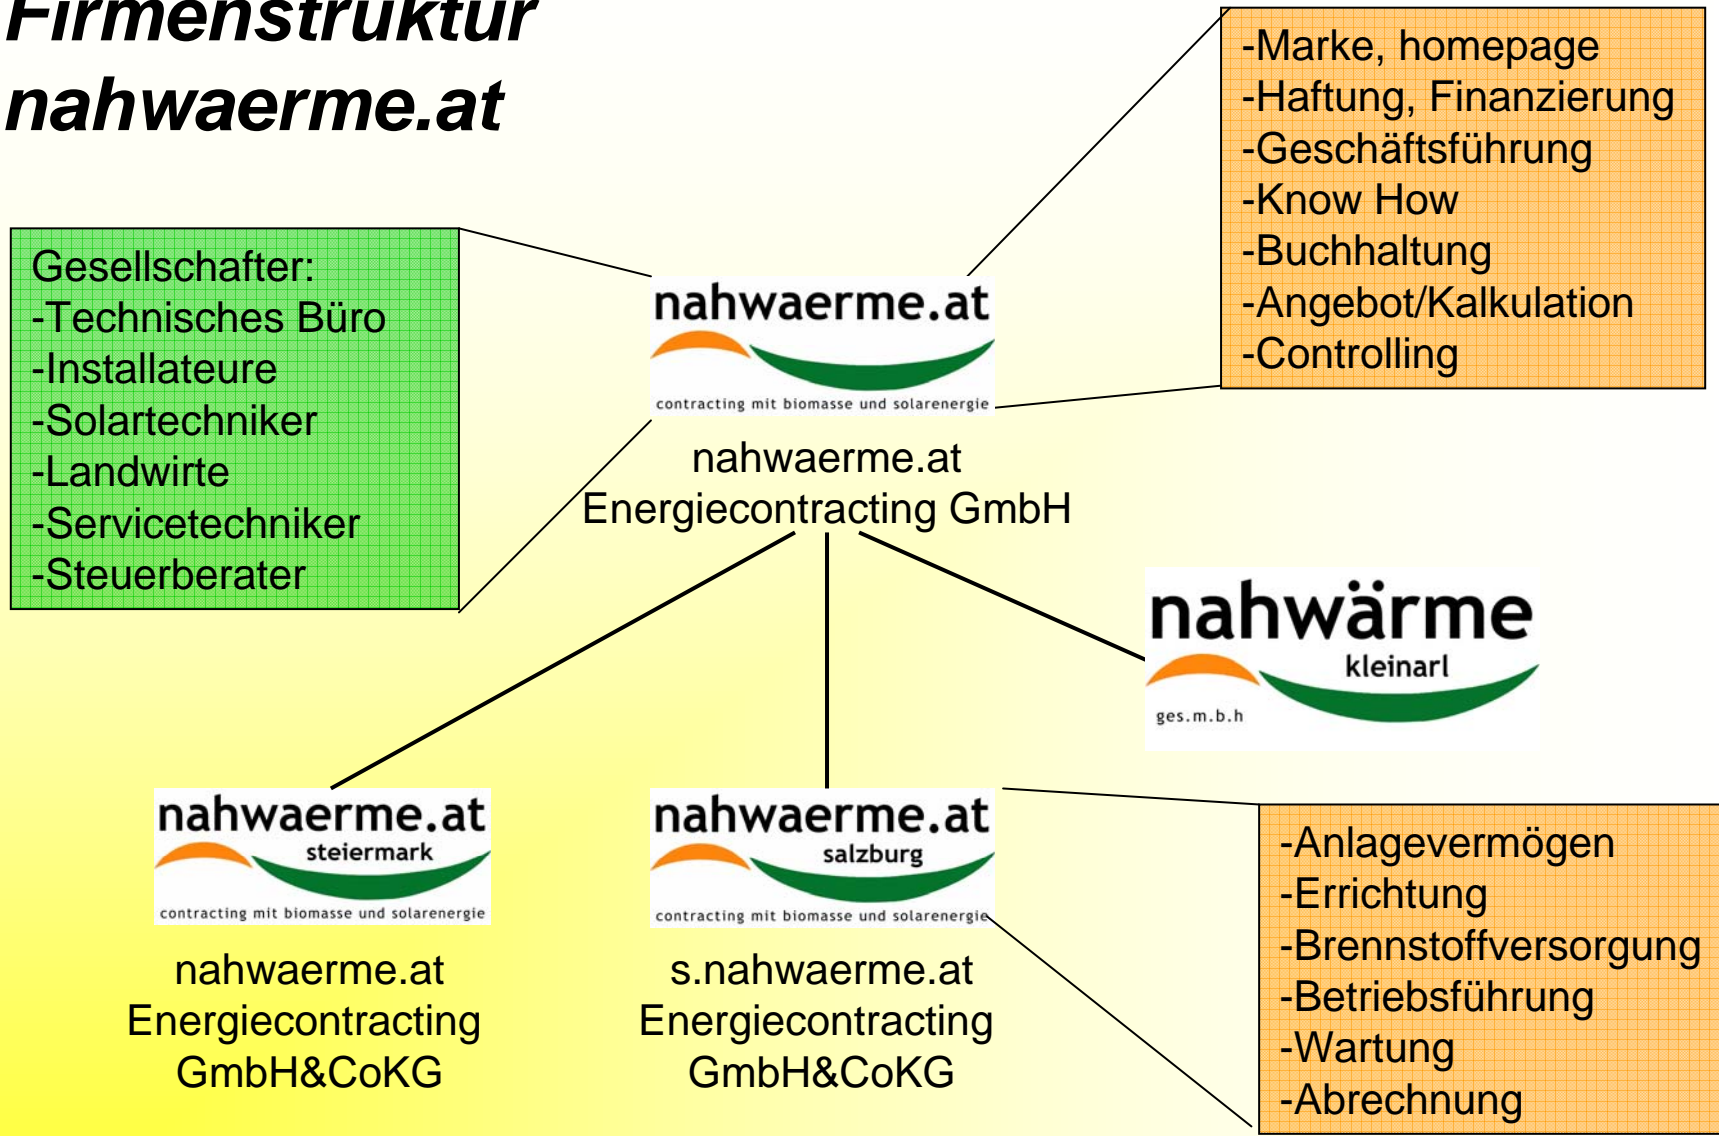 Firmenstruktur
nahwaerme.at
-Marke, homepage
-Haftung, Finanzierung
-Geschäftsführung
-Know How
-Buchhaltung
-Angebot/Kalkulation
-Controlling
Gesellschafter:
-Technisches Büro
-Installateure
-Solartechniker
-Landwirte
-Servicetechniker
-Steuerberater
nahwaerme.at
contracting mit biomasse und solarenergie
nahwaerme.at
Energiecontracting GmbH
nahwärme
kleinarl
ges.m.b.h
nahwaerme.at
steiermark
contracting mit biomasse und solarenergie
nahwaerme.at
Energiecontracting
GmbH&CoKG
nahwaerme.at
salzburg
contracting mit biomasse und solarenergie
s.nahwaerme.at
Energiecontracting
GmbH&CoKG
-Anlagevermögen
-Errichtung
-Brennstoffversorgung
-Betriebsführung
-Wartung
-Abrechnung